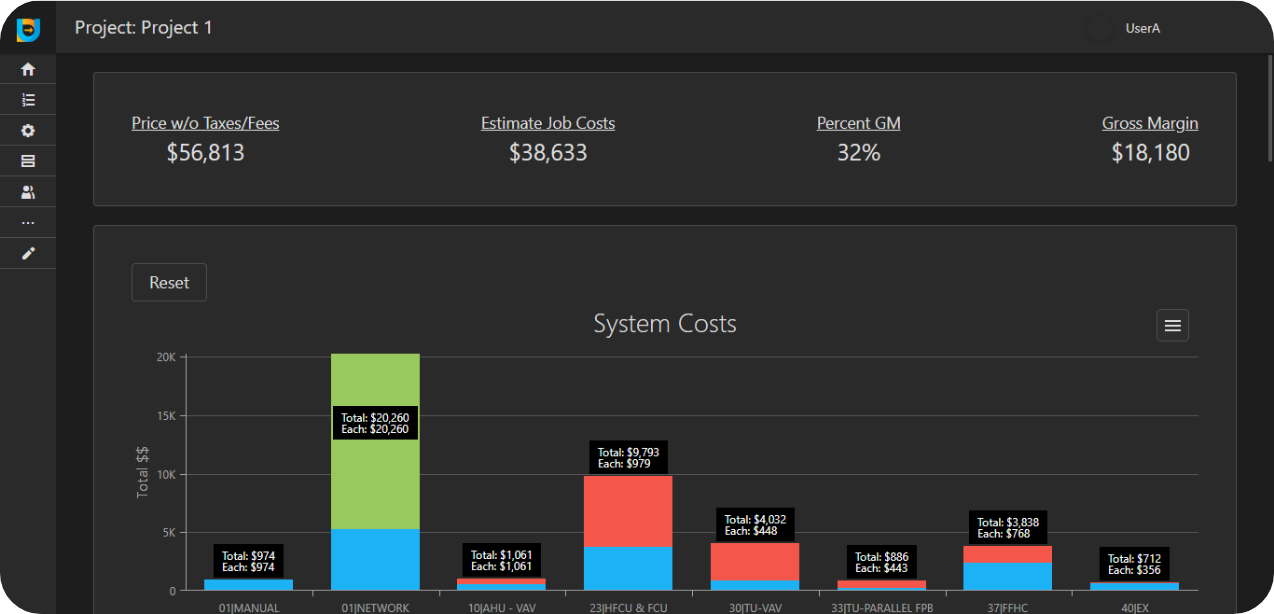 Project: Project 1
UserA
Price w/o Taxes/Fees
$56,813
Estimate Job Costs
$38,633
Percent GM
32%
Gross Margin
$18,180
Reset
System Costs
Total $$
20K
15K
10K
5K
0
Total: $974
Each: $974
Total: $20,260
Each: $20,260
Total: $1,061
Each: $1,061
Total: $9,793
Each: $979
Total: $4,032
Each: $448
Total: $886
Each: $443
Total: $3,838
Each: $768
Total: $712
Each: $356
01|MANUAL
01|NETWORK
10|AHU - VAV
23|HFCU & FCU
30|TU-VAV
33|TU-PARALLEL FPB
37|FFHC
40|EX